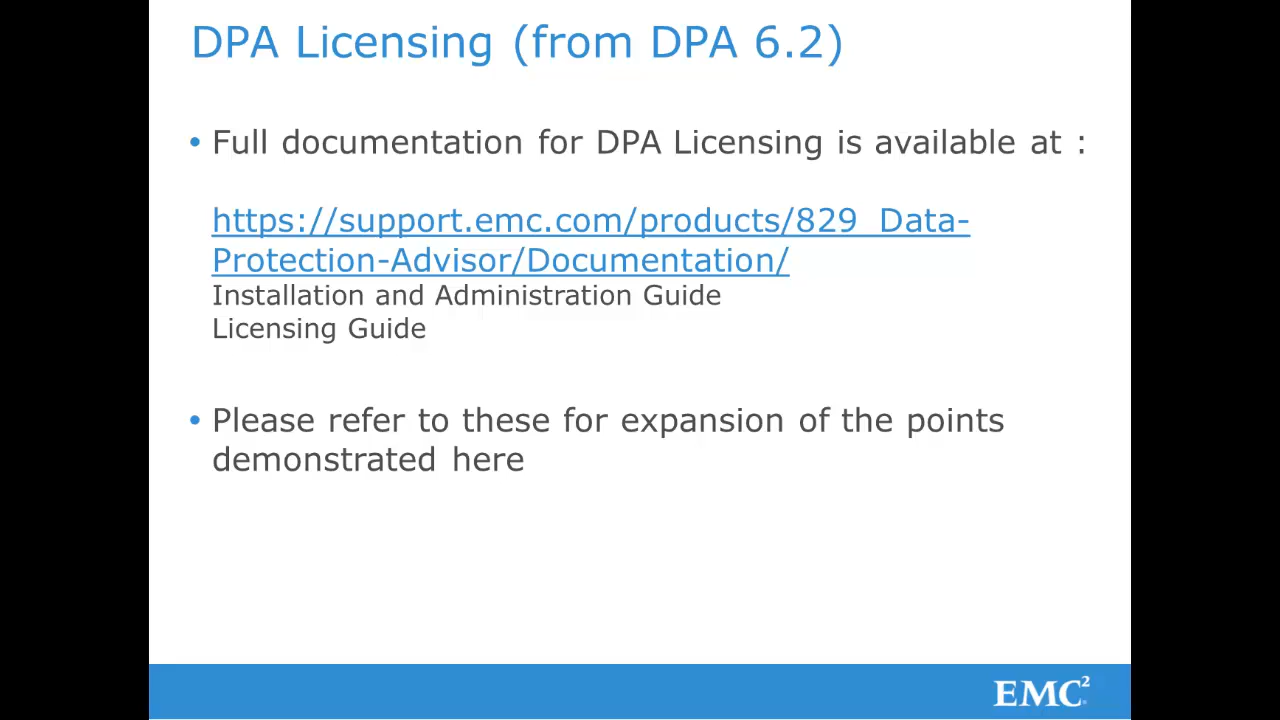 DPA Licensing (from DPA 6.2)
• Full documentation for DPA Licensing is available at :
https://support.emc.com/products/829_Data-
Protection-Advisor/Documentation/
Installation and Administration Guide
Licensing Guide
• Please refer to these for expansion of the points
demonstrated here
EMC²